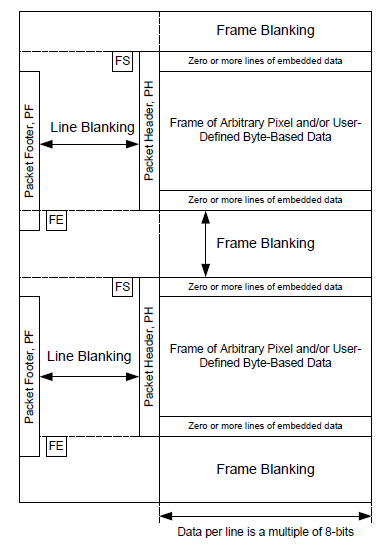 Frame Blanking
FS
Zero or more lines of embedded data
Packet Footer, PF
Line Blanking
Packet Header, PH
Frame of Arbitrary Pixel and/or User-
Defined Byte-Based Data
Zero or more lines of embedded data
FE
Frame Blanking
FS
Zero or more lines of embedded data
Packet Footer, PF
Line Blanking
Packet Header, PH
Frame of Arbitrary Pixel and/or User-
Defined Byte-Based Data
Zero or more lines of embedded data
FE
Frame Blanking
Data per line is a multiple of 8-bits